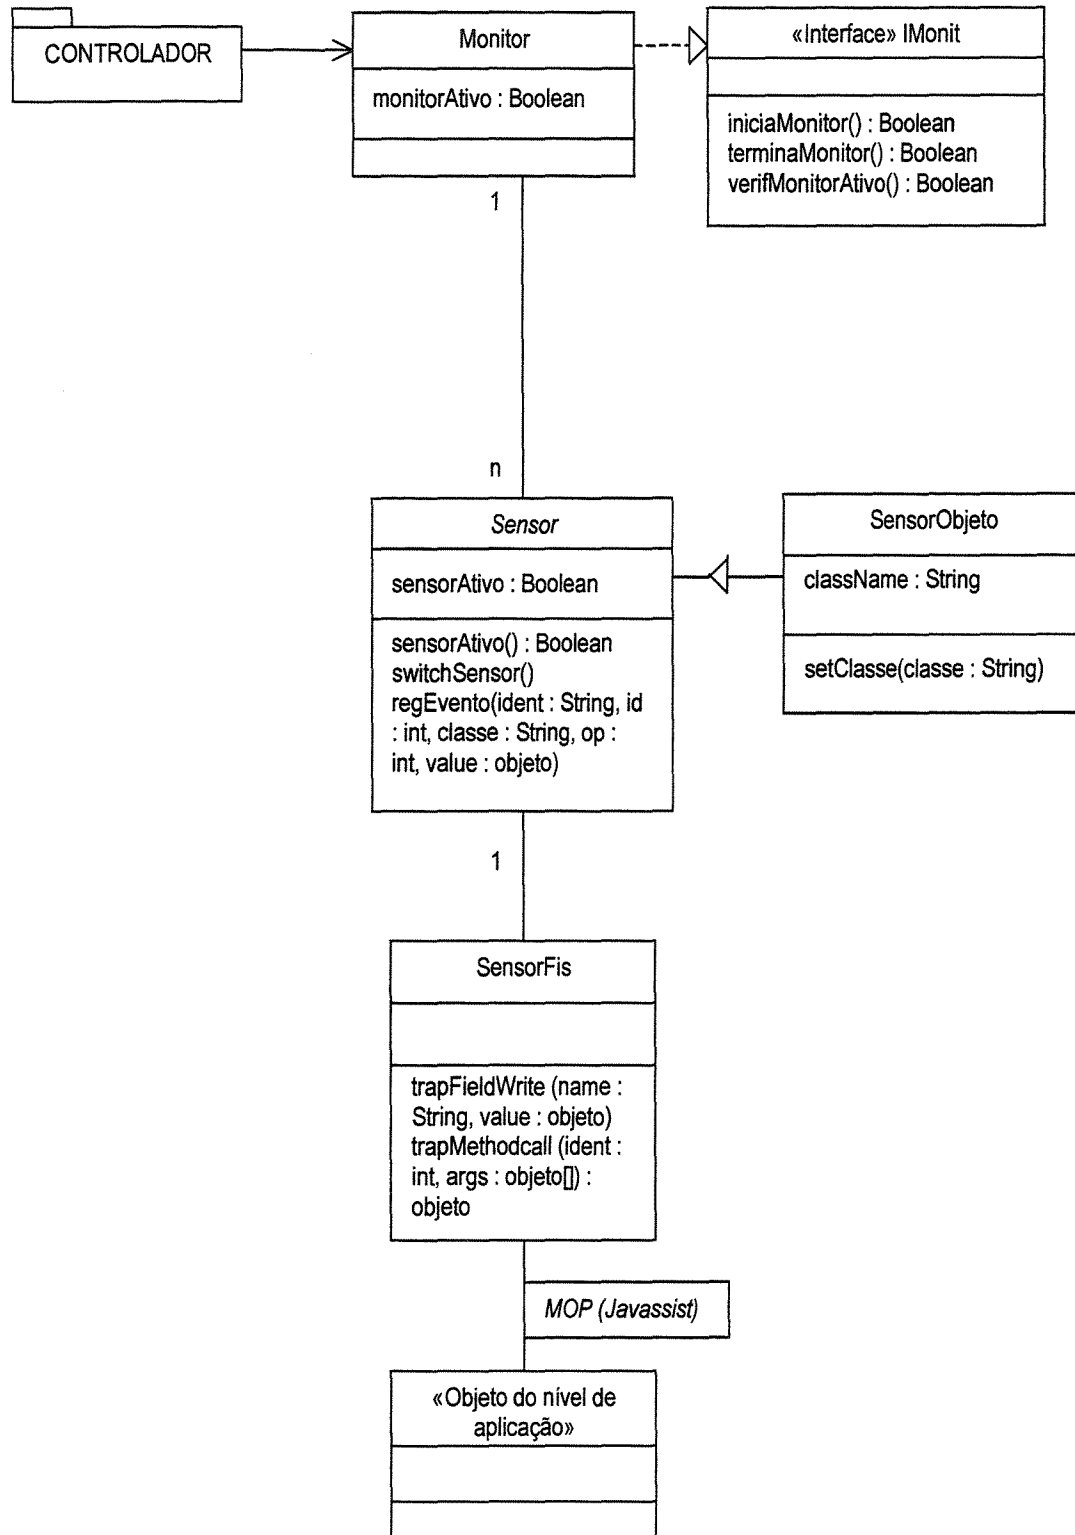 CONTROLADOR
Monitor
monitorAtivo : Boolean
«Interface» IMonit
iniciaMonitor() : Boolean
terminaMonitor() : Boolean
verifMonitorAtivo() : Boolean
1
n
Sensor
sensorAtivo : Boolean
sensorAtivo() : Boolean
switchSensor()
regEvento(ident : String, id
: int, classe : String, op :
int, value : objeto)
SensorObjeto
className : String
setClasse(classe : String)
1
SensorFis
trapFieldWrite (name :
String, value : objeto)
trapMethodcall (ident :
int, args : objeto[]) :
objeto
MOP (Javassist)
«Objeto do nível de
aplicação»